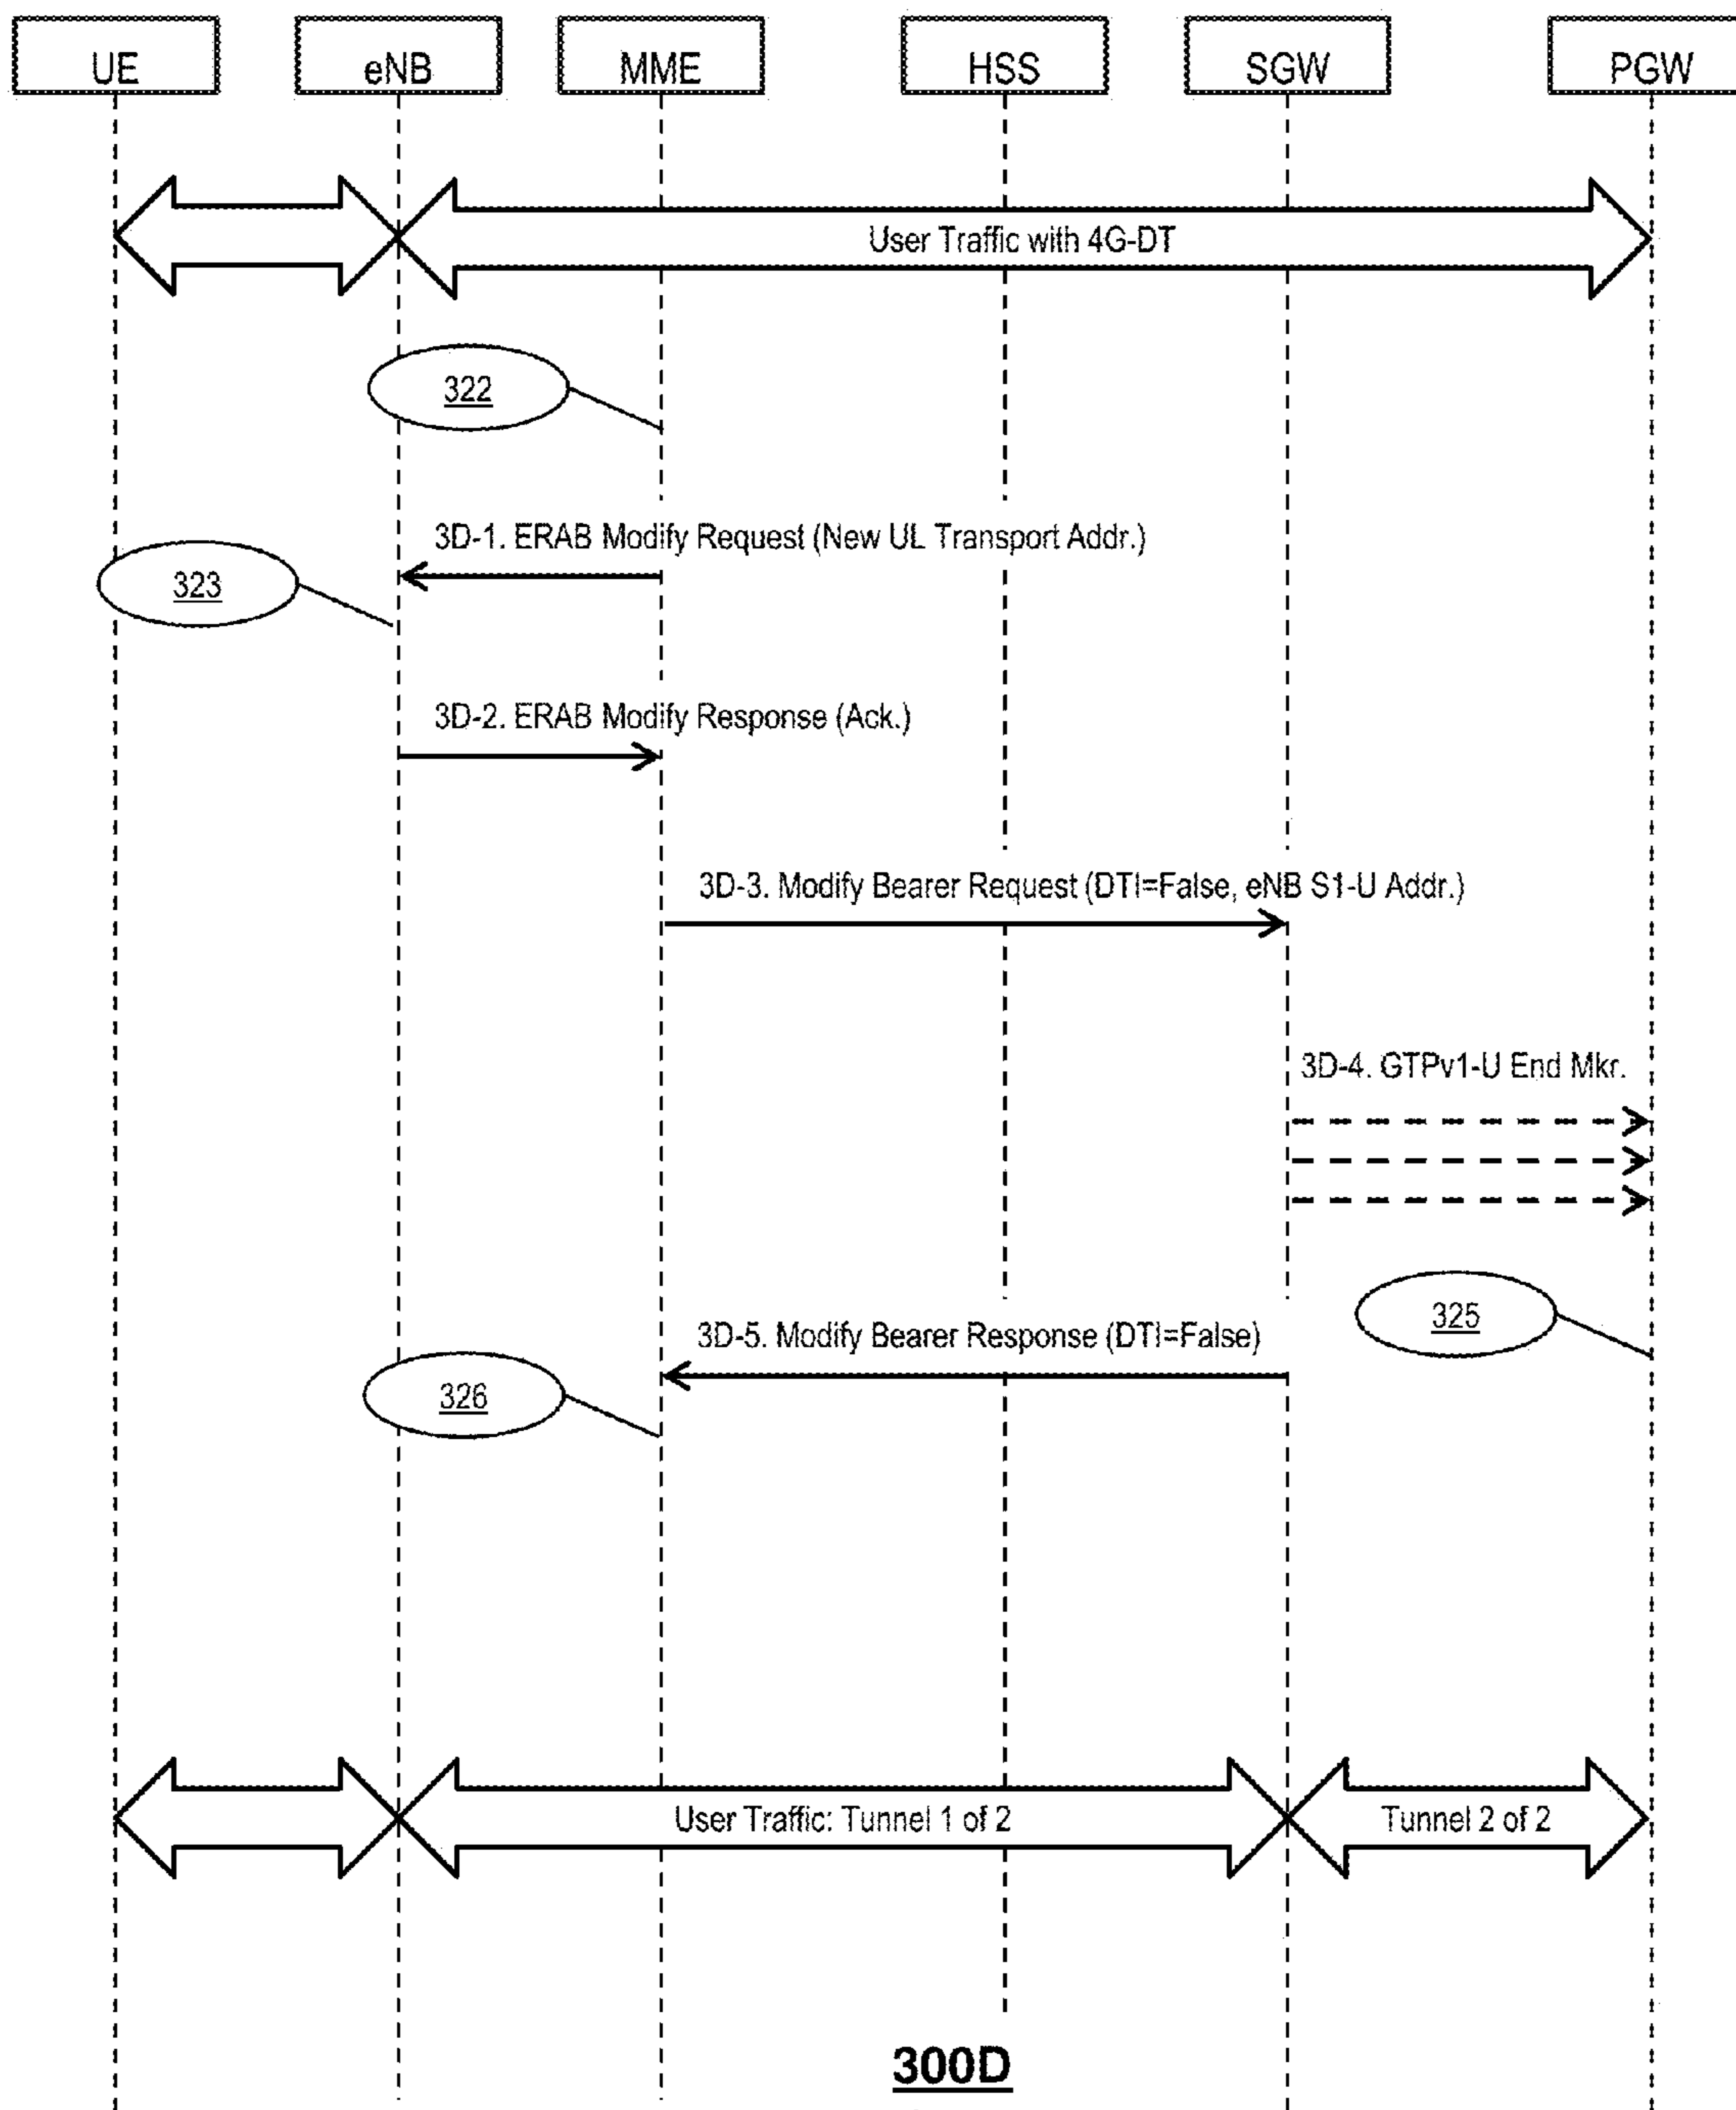 UE
eNB
MME
HSS
SGW
PGW
User Traffic with 4G-DT
322
3D-1. ERAB Modify Request (New UL Transport Addr.)
323
3D-2. ERAB Modify Response (Ack.)
3D-3. Modify Bearer Request (DTI=False, eNB S1-U Addr.)
3D-4. GTPv1-U End Mkr.
325
3D-5. Modify Bearer Response (DTI=False)
326
User Traffic: Tunnel 1 of 2
Tunnel 2 of 2
300D